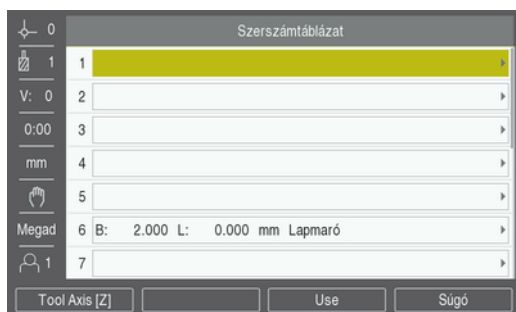 0
Szerszámtáblázat
1
1
V: 0
2
0:00
3
mm
4
5
Megad
6 B: 2.000 L: 0.000 mm Lapmaró
1
7
Tool Axis [Z]
Use
Súgó